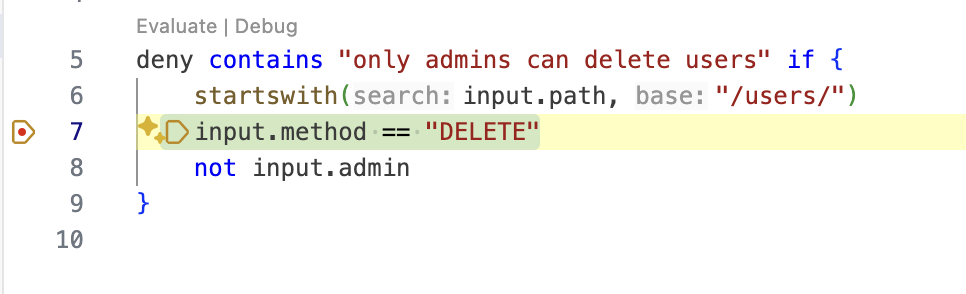 Evaluate | Debug
5 deny contains "only admins can delete users" if {
6 startswith(search: input.path, base: "/users/")
7 input.method == "DELETE"
8 not input.admin
9 }
10